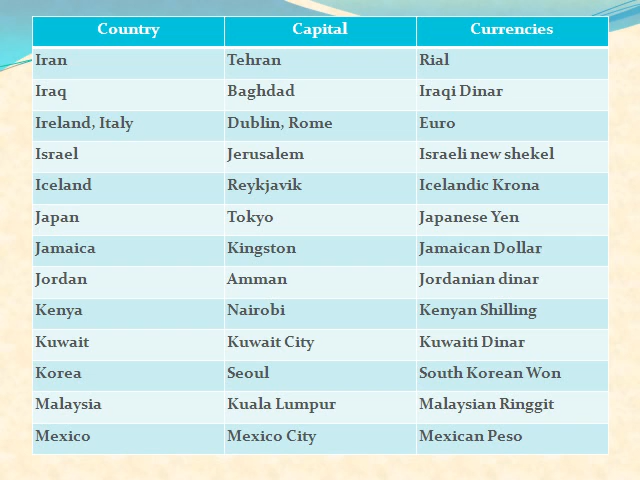 Country Capital Currencies
Iran Tehran Rial
Iraq Baghdad Iraqi Dinar
Ireland, Italy Dublin, Rome Euro
Israel Jerusalem Israeli new shekel
Iceland Reykjavik Icelandic Krona
Japan Tokyo Japanese Yen
Jamaica Kingston Jamaican Dollar
Jordan Amman Jordanian dinar
Kenya Nairobi Kenyan Shilling
Kuwait Kuwait City Kuwaiti Dinar
Korea Seoul South Korean Won
Malaysia Kuala Lumpur Malaysian Ringgit
Mexico Mexico City Mexican Peso